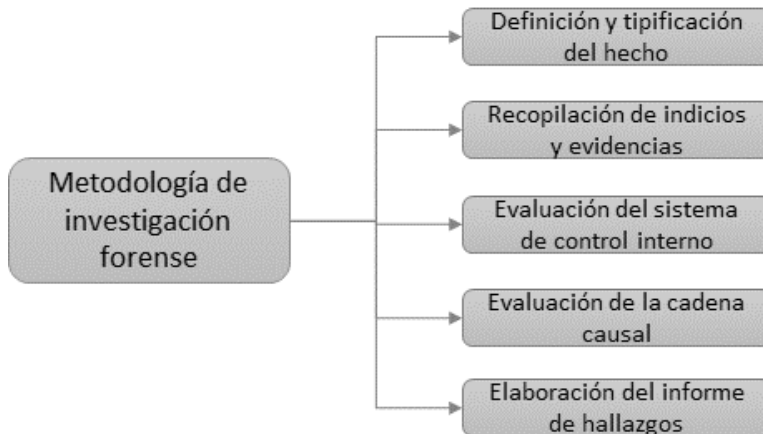 Metodología de
investigación
forense
Definición y tipificación
del hecho
Recopilación de indicios
y evidencias
Evaluación del sistema
de control interno
Evaluación de la cadena
causal
Elaboración del informe
de hallazgos